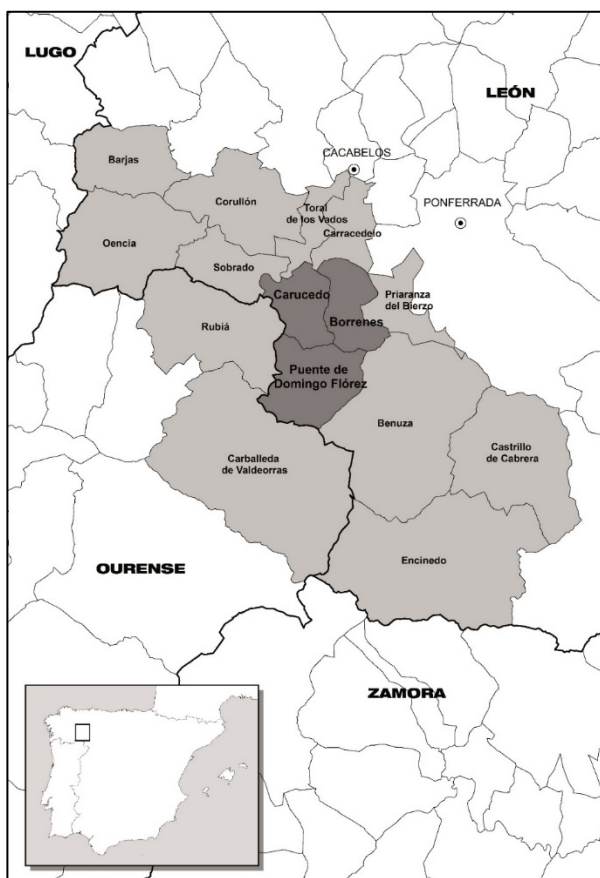 LUGO
LEÓN
CACABELOS
Barjas
Corullón
Toral
de los Vados
PONFERRADA
Carracedelo
Oencia
Sobrado
Carucedo
Priaranza
del Bierzo
Borrenes
Rubiá
Puente de
Domingo Flórez
Benuza
Castrillo
de Cabrera
Carballeda
de Valdeorras
Encinedo
OURENSE
ZAMORA